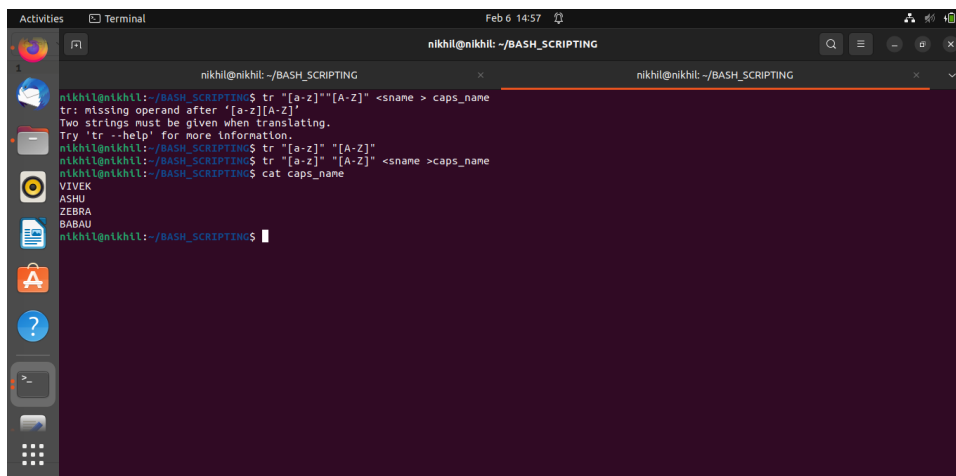 Activities Terminal Feb 6 14:57
nikhil@nikhil: ~/BASH_SCRIPTING
nikhil@nikhil: ~/BASH_SCRIPTING × nikhil@nikhil: ~/BASH_SCRIPTING ×
nikhil@nikhil:~/BASH_SCRIPTING$ tr "[a-z]""[A-Z]" <sname > caps_name
tr: missing operand after ‘[a-z][A-Z]’
Two strings must be given when translating.
Try 'tr --help' for more information.
nikhil@nikhil:~/BASH_SCRIPTING$ tr "[a-z]" "[A-Z]"
nikhil@nikhil:~/BASH_SCRIPTING$ tr "[a-z]" "[A-Z]" <sname >caps_name
nikhil@nikhil:~/BASH_SCRIPTING$ cat caps_name
VIVEK
ASHU
ZEBRA
BABAU
nikhil@nikhil:~/BASH_SCRIPTING$
1
A
?
>_